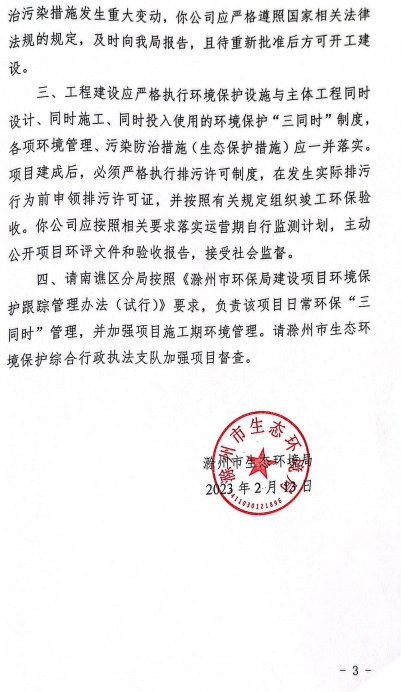 治污染措施发生重大变动，你公司应严格遵照国家相关法律
法规的规定，及时向我局报告，且待重新批准后方可开工建
设。
三、工程建设应严格执行环境保护设施与主体工程同时
设计、同时施工、同时投入使用的环境保护“三同时”制度，
各项环境管理、污染防治措施（生态保护措施）应一并落实。
项目建成后，必须严格执行排污许可制度，在发生实际排污
行为前申领排污许可证，并按照有关规定组织竣工环保验
收。你公司应按照相关要求落实运营期自行监测计划，主动
公开项目环评文件和验收报告，接受社会监督。
四、请南谯区分局按照《滁州市环保局建设项目环境保
护跟踪管理办法（试行）》要求，负责该项目日常环保“三
同时”管理，并加强项目施工期环境管理。请滁州市生态环
境保护综合行政执法支队加强项目督查。
滁州市生态环境局
滁州市生态环境局
2023 年 2 月 13 日
- 3 -